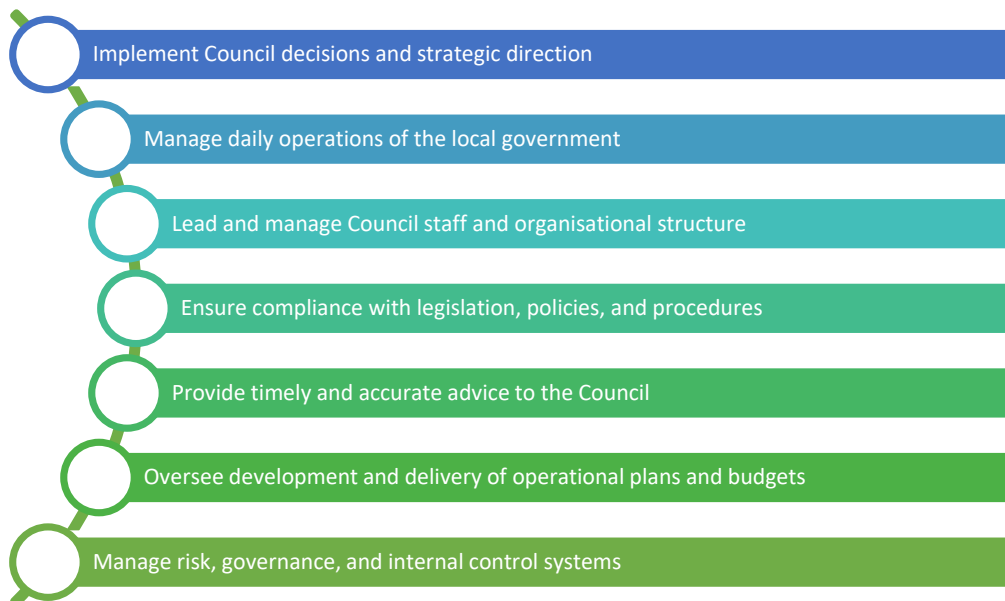 Implement Council decisions and strategic direction
Manage daily operations of the local government
Lead and manage Council staff and organisational structure
Ensure compliance with legislation, policies, and procedures
Provide timely and accurate advice to the Council
Oversee development and delivery of operational plans and budgets
Manage risk, governance, and internal control systems